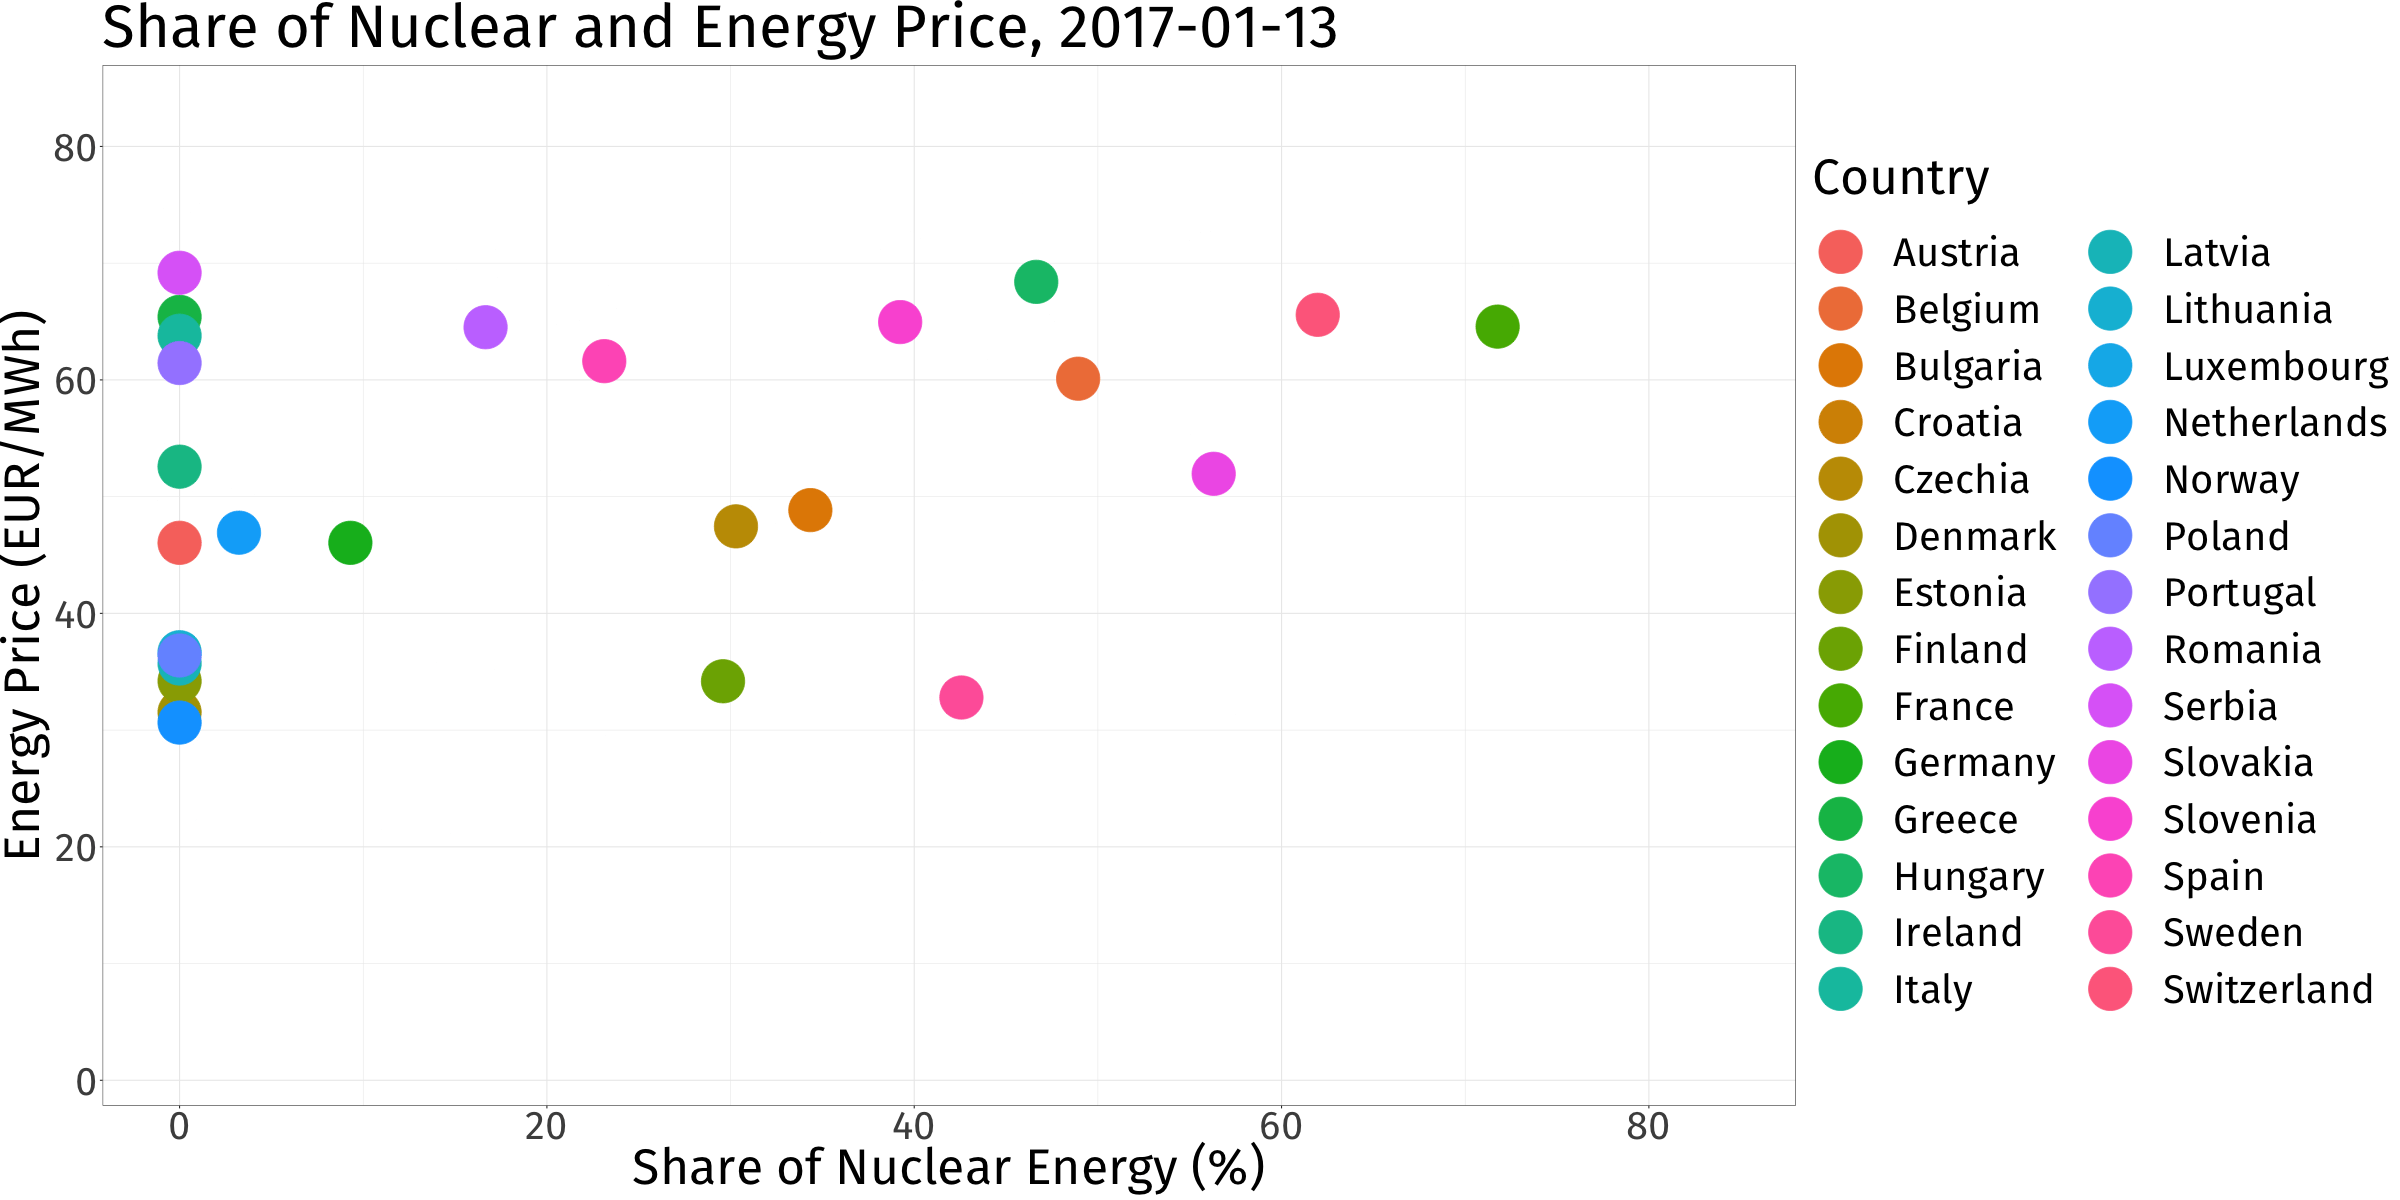 Share of Nuclear and Energy Price, 2017-01-13
Energy Price (EUR/MWh)
80
60
40
20
0
0
20
40
60
80
Share of Nuclear Energy (%)
Country
Austria
Belgium
Bulgaria
Croatia
Czechia
Denmark
Estonia
Finland
France
Germany
Greece
Hungary
Ireland
Italy
Latvia
Lithuania
Luxembourg
Netherlands
Norway
Poland
Portugal
Romania
Serbia
Slovakia
Slovenia
Spain
Sweden
Switzerland